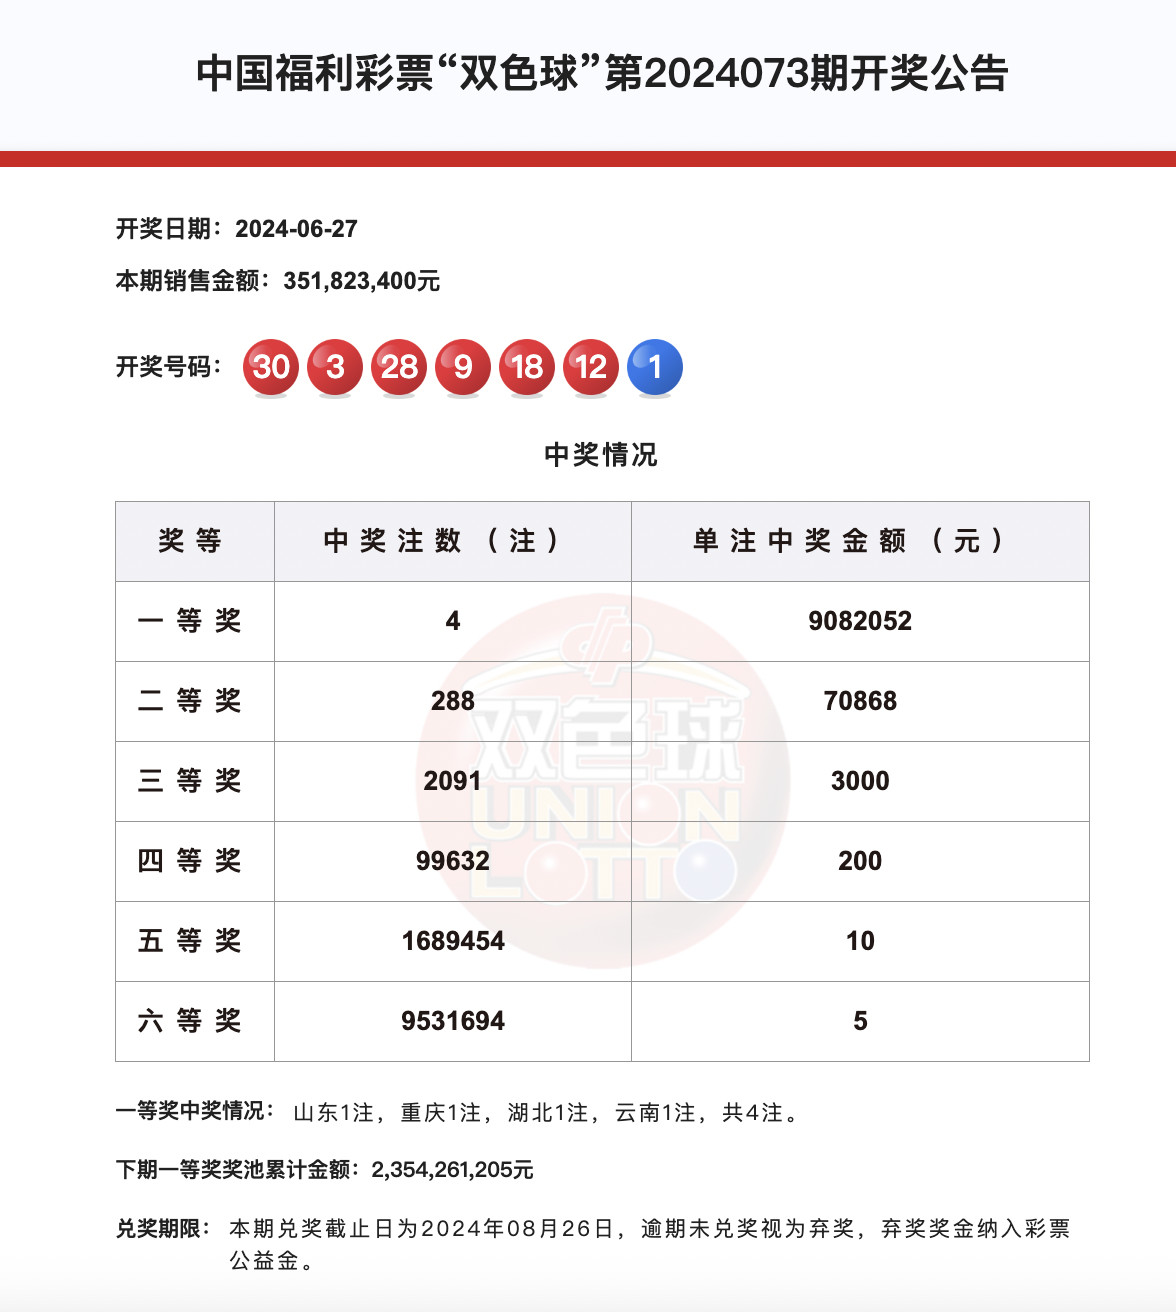 中国福利彩票“双色球”第2024073期开奖公告
开奖日期：2024-06-27
本期销售金额：351,823,400元
开奖号码： 30 3 28 9 18 12 1
中奖情况
奖等 中奖注数（注） 单注中奖金额（元）
一等奖 4 9082052
二等奖 288 70868
三等奖 2091 3000
四等奖 99632 200
五等奖 1689454 10
六等奖 9531694 5
双色球
UNION
LOTTO
一等奖中奖情况： 山东1注，重庆1注，湖北1注，云南1注，共4注。
下期一等奖奖池累计金额：2,354,261,205元
兑奖期限： 本期兑奖截止日为2024年08月26日，逾期未兑奖视为弃奖，弃奖奖金纳入彩票
公益金。